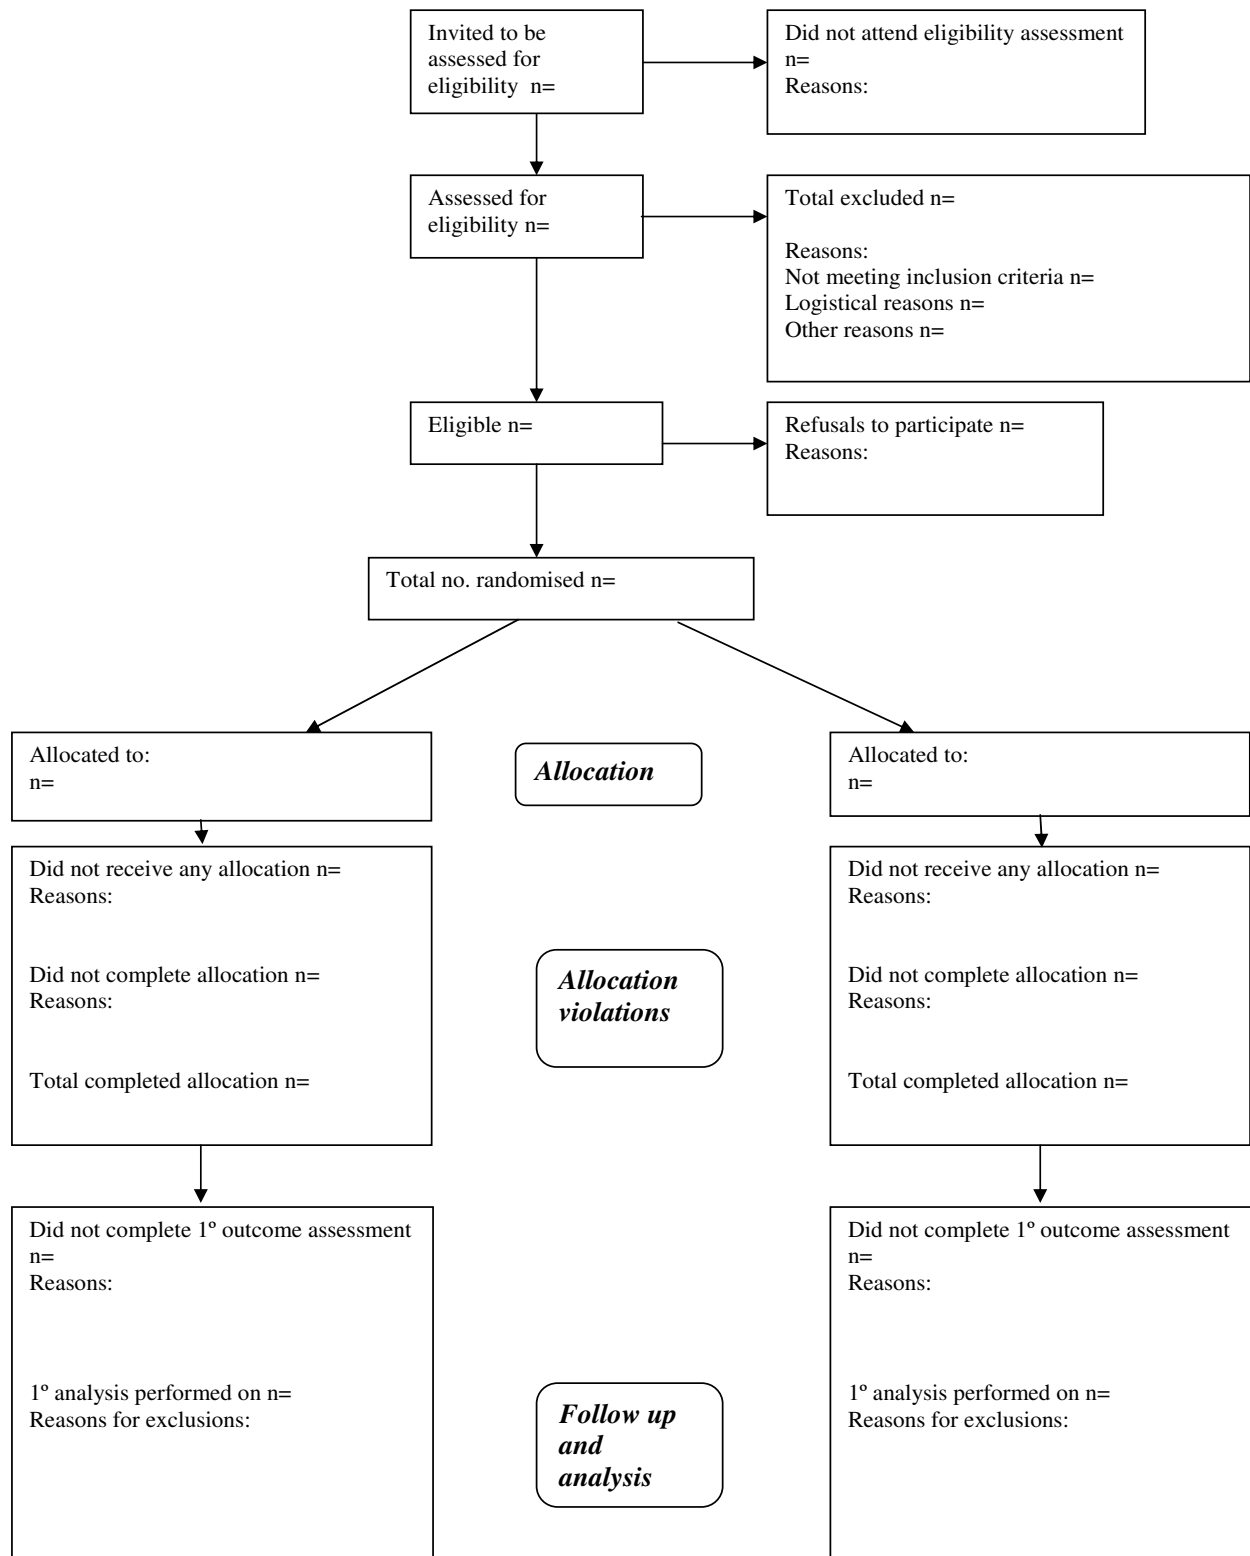 Invited to be
assessed for
eligibility  n=
Did not attend eligibility assessment
n=
Reasons:
Assessed for
eligibility n=
Total excluded n=
Reasons:
Not meeting inclusion criteria n=
Logistical reasons n=
Other reasons n=
Eligible n=
Refusals to participate n=
Reasons:
Total no. randomised n=
Allocated to:
n=
Allocation
Allocated to:
n=
Did not receive any allocation n=
Reasons:
Did not complete allocation n=
Reasons:
Total completed allocation n=
Allocation
violations
Did not receive any allocation n=
Reasons:
Did not complete allocation n=
Reasons:
Total completed allocation n=
Did not complete 1º outcome assessment
n=
Reasons:
1º analysis performed on n=
Reasons for exclusions:
Follow up
and
analysis
Did not complete 1º outcome assessment
n=
Reasons:
1º analysis performed on n=
Reasons for exclusions: